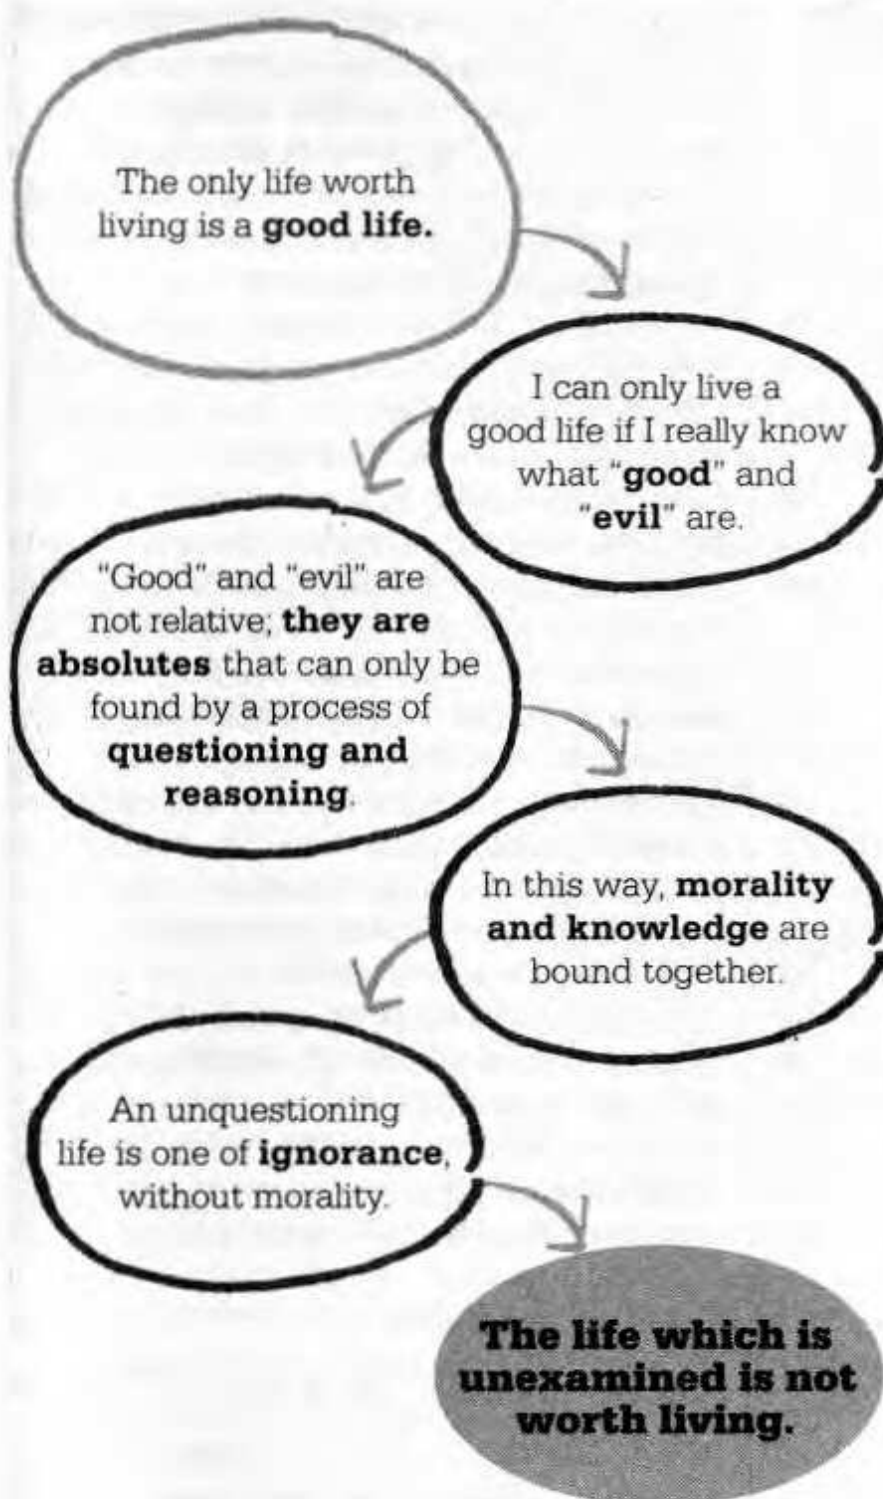 The only life worth
living is a good life.
I can only live a
good life if I really know
what “good” and
“evil” are.
“Good” and “evil” are
not relative; they are
absolutes that can only be
found by a process of
questioning and
reasoning.
In this way, morality
and knowledge are
bound together.
An unquestioning
life is one of ignorance,
without morality.
The life which is
unexamined is not
worth living.